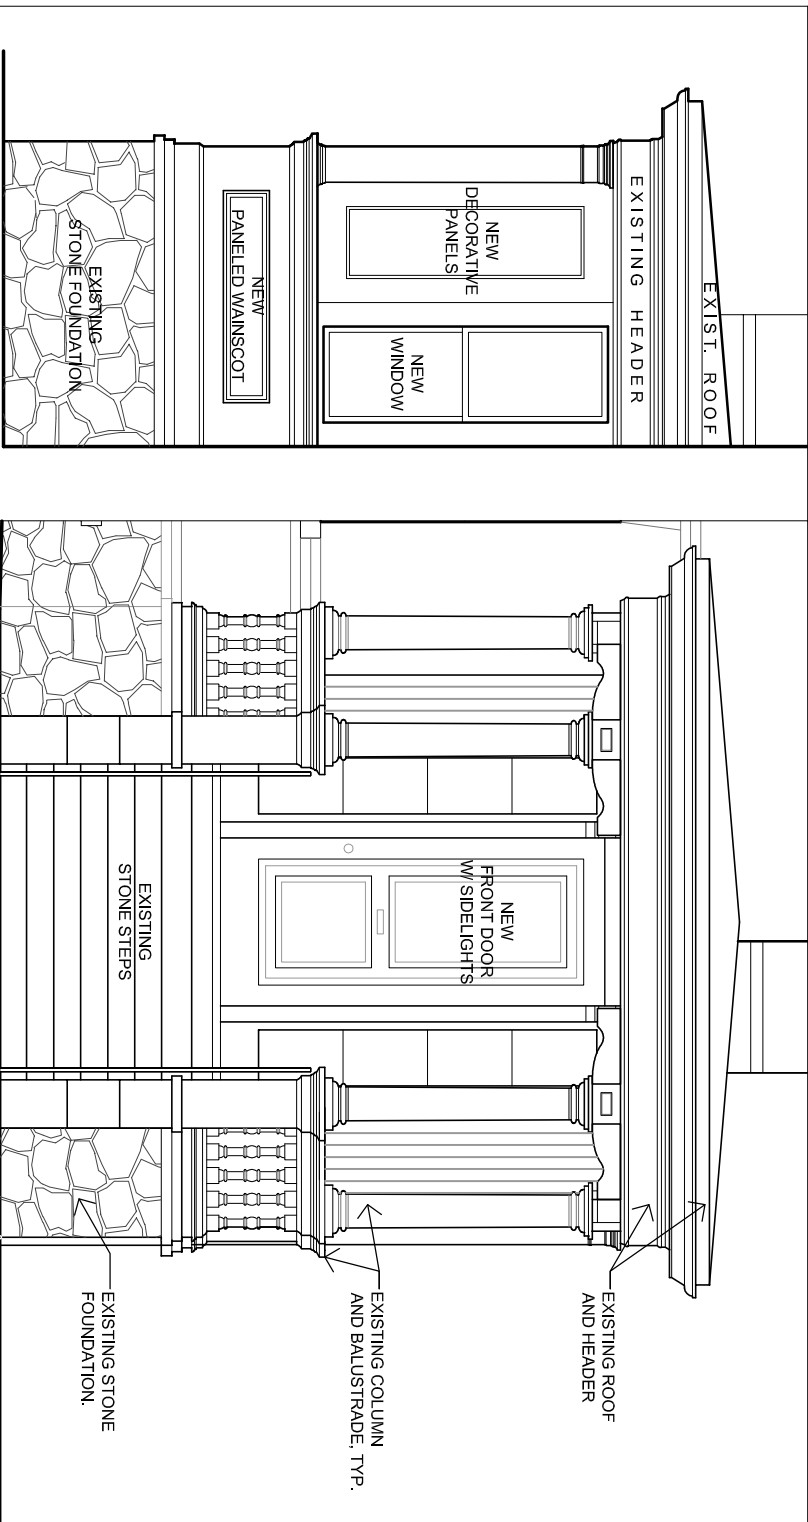 EXIST. ROOF
EXISTING HEADER
NEW
DECORATIVE
PANELS
NEW
WINDOW
NEW
PANELED WAINSCOT
EXISTING
STONE FOUNDATION
NEW
FRONT DOOR
W/ SIDELIGHTS
EXISTING
STONE STEPS
EXISTING ROOF
AND HEADER
EXISTING COLUMN
AND BALUSTRADE, TYP.
EXISTING STONE
FOUNDATION.